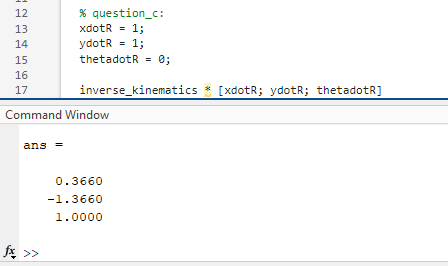 12 % question_c:
13 xdotR = 1;
14 ydotR = 1;
15 thetadotR = 0;
16
17 inverse_kinematics * [xdotR; ydotR; thetadotR]
Command Window
ans =
0.3660
-1.3660
1.0000
fx >>